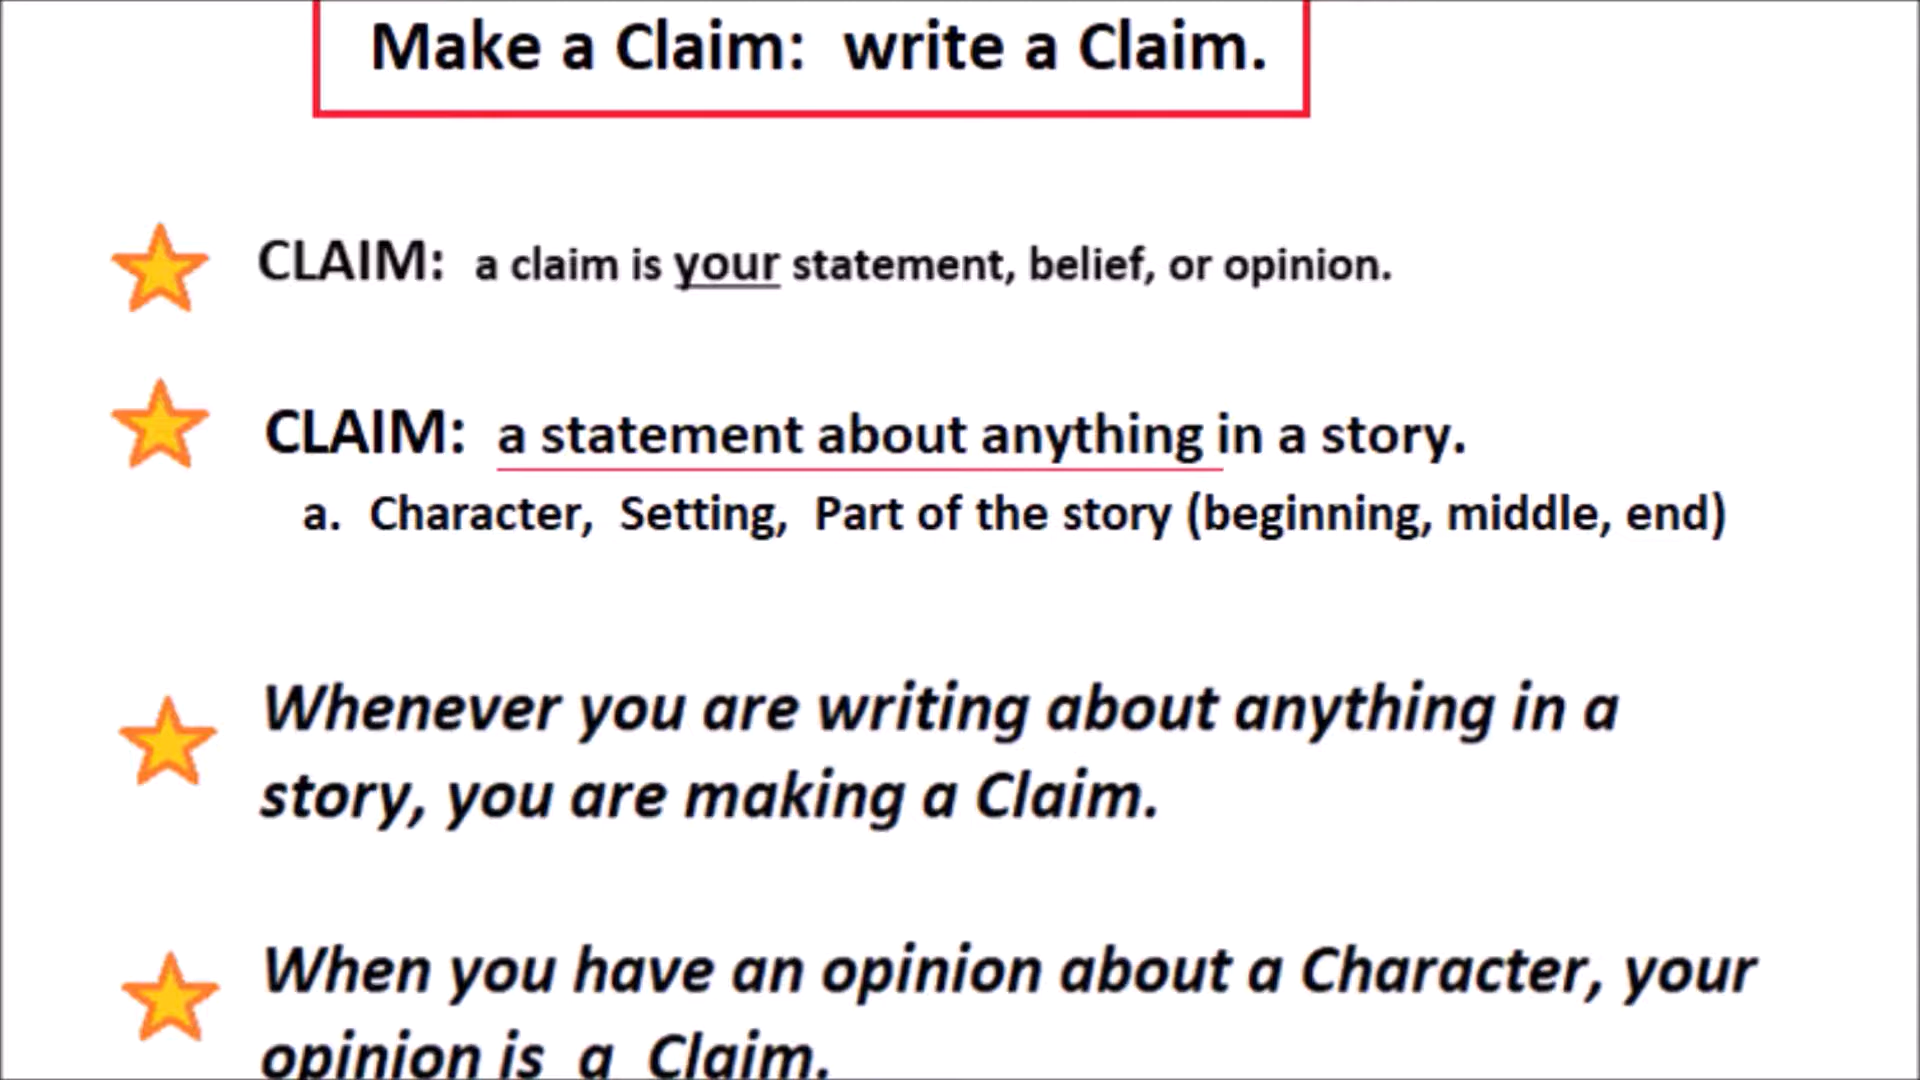 Make a Claim: write a Claim.
CLAIM: a claim is your statement, belief, or opinion.
CLAIM: a statement about anything in a story.
a. Character, Setting, Part of the story (beginning, middle, end)
Whenever you are writing about anything in a
story, you are making a Claim.
When you have an opinion about a Character, your
opinion is a Claim.